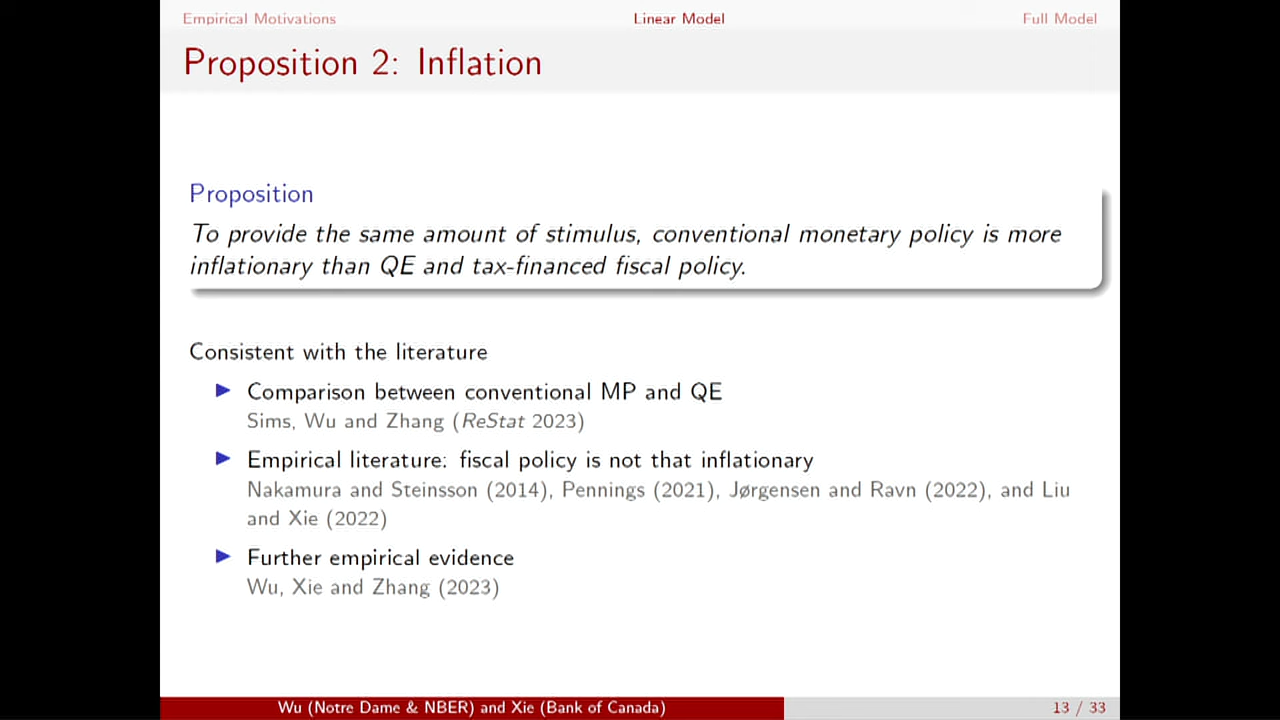 Empirical Motivations Linear Model Full Model
Proposition 2: Inflation
Proposition
To provide the same amount of stimulus, conventional monetary policy is more
inflationary than QE and tax-financed fiscal policy.
Consistent with the literature
▶ Comparison between conventional MP and QE
Sims, Wu and Zhang (ReStat 2023)
▶ Empirical literature: fiscal policy is not that inflationary
Nakamura and Steinsson (2014), Pennings (2021), Jørgensen and Ravn (2022), and Liu
and Xie (2022)
▶ Further empirical evidence
Wu, Xie and Zhang (2023)
Wu (Notre Dame & NBER) and Xie (Bank of Canada) 13 / 33